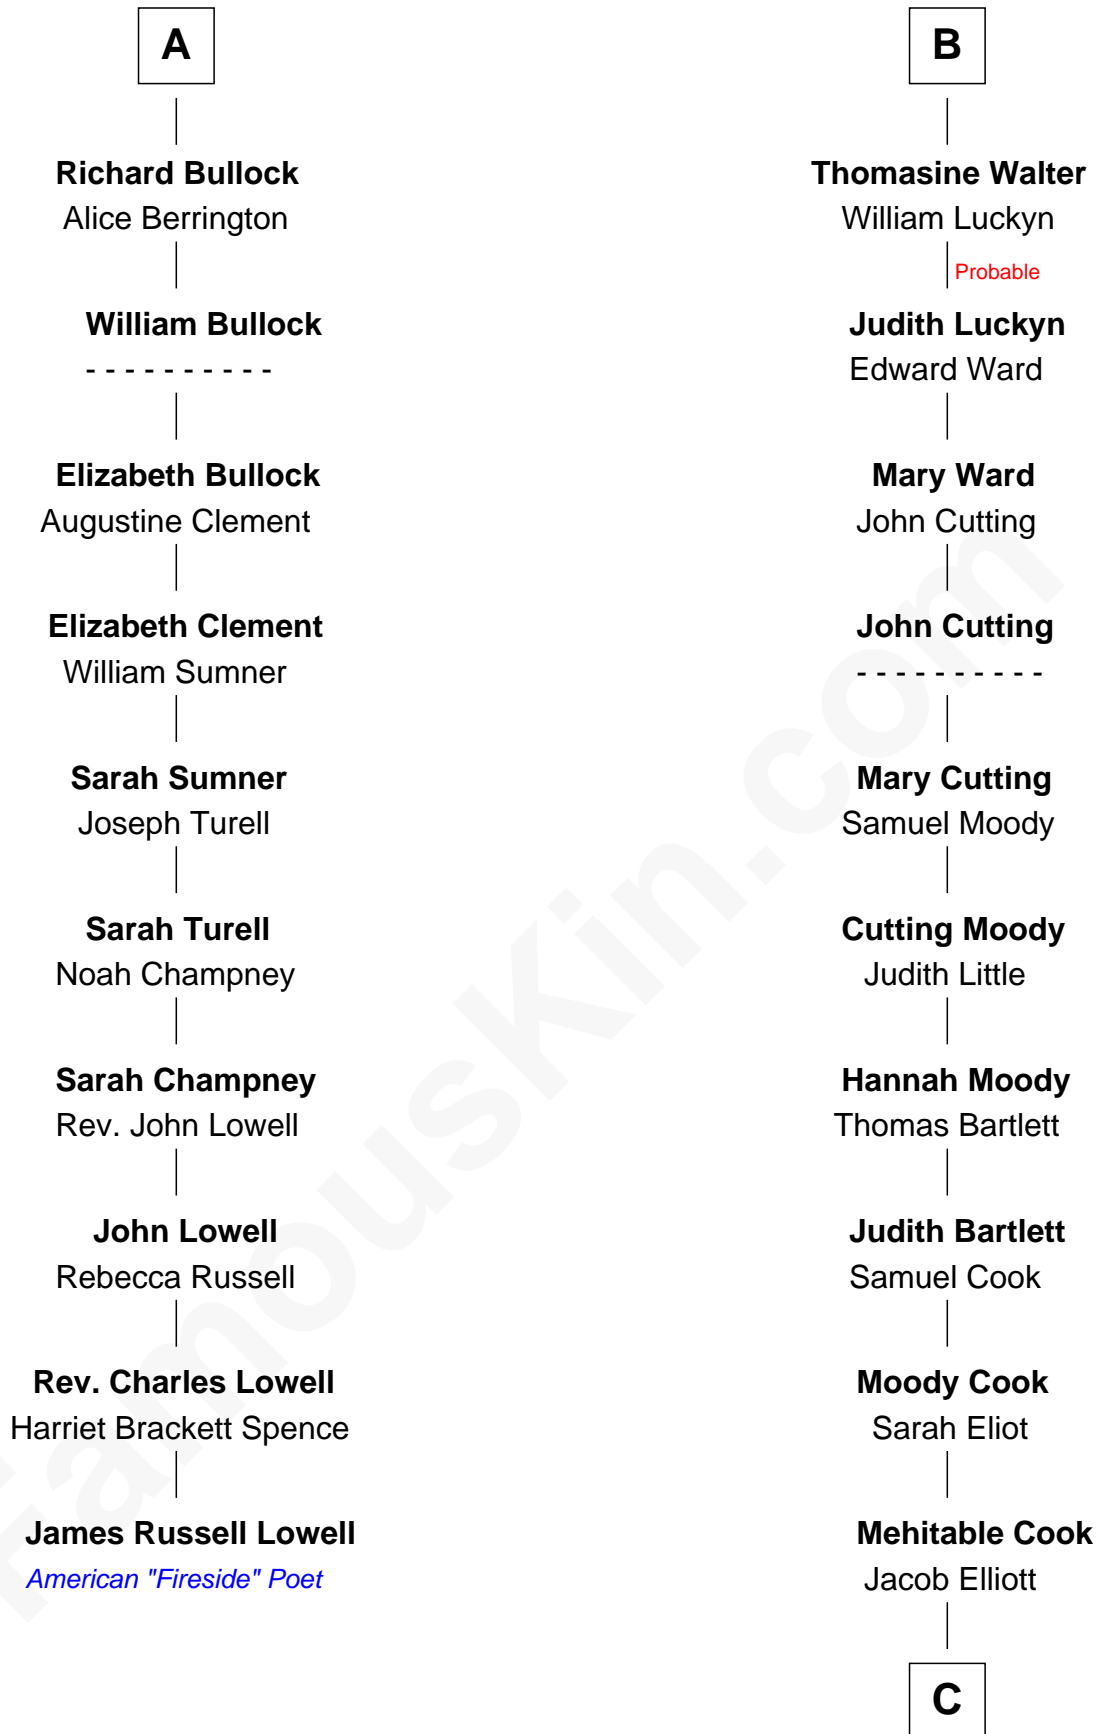 A
Richard Bullock
Alice Berrington
William Bullock
- - - - - - - - - -
Elizabeth Bullock
Augustine Clement
Elizabeth Clement
William Sumner
Sarah Sumner
Joseph Turell
Sarah Turell
Noah Champney
Sarah Champney
Rev. John Lowell
John Lowell
Rebecca Russell
Rev. Charles Lowell
Harriet Brackett Spence
James Russell Lowell
American "Fireside" Poet
B
Thomasine Walter
William Luckyn
Probable
Judith Luckyn
Edward Ward
Mary Ward
John Cutting
John Cutting
- - - - - - - - - -
Mary Cutting
Samuel Moody
Cutting Moody
Judith Little
Hannah Moody
Thomas Bartlett
Judith Bartlett
Samuel Cook
Moody Cook
Sarah Eliot
Mehitable Cook
Jacob Elliott
C
FamousKin.com